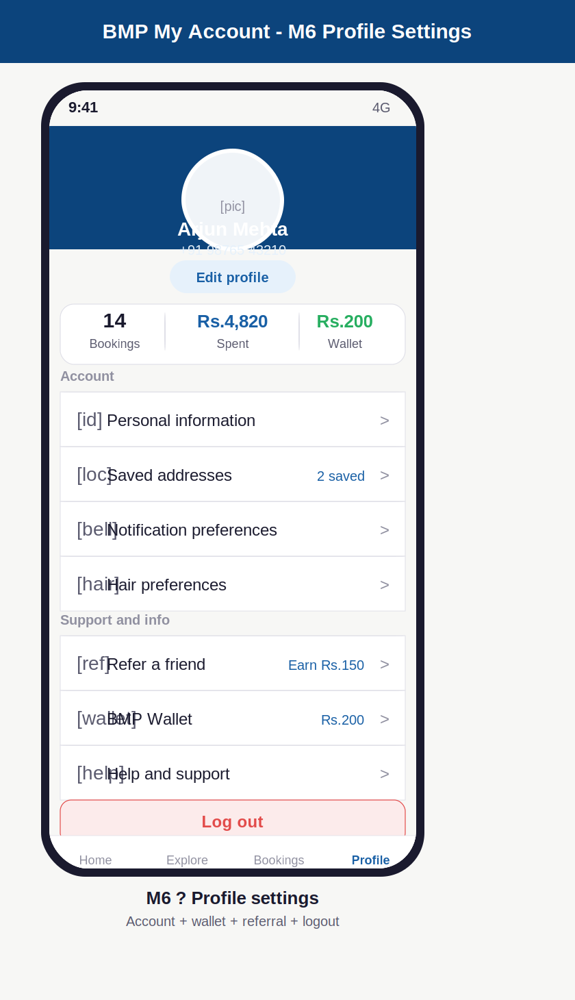 BMP My Account - M6 Profile Settings
9:41 4G
[pic]
Arjun Mehta
+91 98765 43210
Edit profile
14 Rs.4,820 Rs.200
Bookings Spent Wallet
Account
[id] Personal information >
[loc] Saved addresses 2 saved >
[bell] Notification preferences >
[hair] Hair preferences >
Support and info
[ref] Refer a friend Earn Rs.150 >
[wallet] BMP Wallet Rs.200 >
[help] Help and support >
Log out
Home Explore Bookings Profile
M6 ? Profile settings
Account + wallet + referral + logout